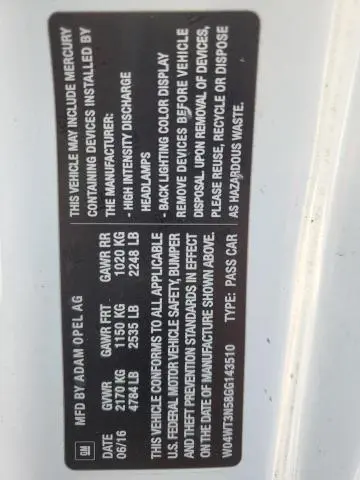 GM MFD BY ADAM OPEL AG
DATE GVWR GAWR FRT GAWR RR
06/16 2170 KG 1150 KG 1020 KG
4784 LB 2535 LB 2248 LB
THIS VEHICLE CONFORMS TO ALL APPLICABLE
U.S. FEDERAL MOTOR VEHICLE SAFETY, BUMPER
AND THEFT PREVENTION STANDARDS IN EFFECT
ON THE DATE OF MANUFACTURE SHOWN ABOVE.
W04WT3N58GG143510 TYPE: PASS CAR
THIS VEHICLE MAY INCLUDE MERCURY
CONTAINING DEVICES INSTALLED BY
THE MANUFACTURER:
- HIGH INTENSITY DISCHARGE
HEADLAMPS
- BACK LIGHTING COLOR DISPLAY
REMOVE DEVICES BEFORE VEHICLE
DISPOSAL. UPON REMOVAL OF DEVICES,
PLEASE REUSE, RECYCLE OR DISPOSE
AS HAZARDOUS WASTE.